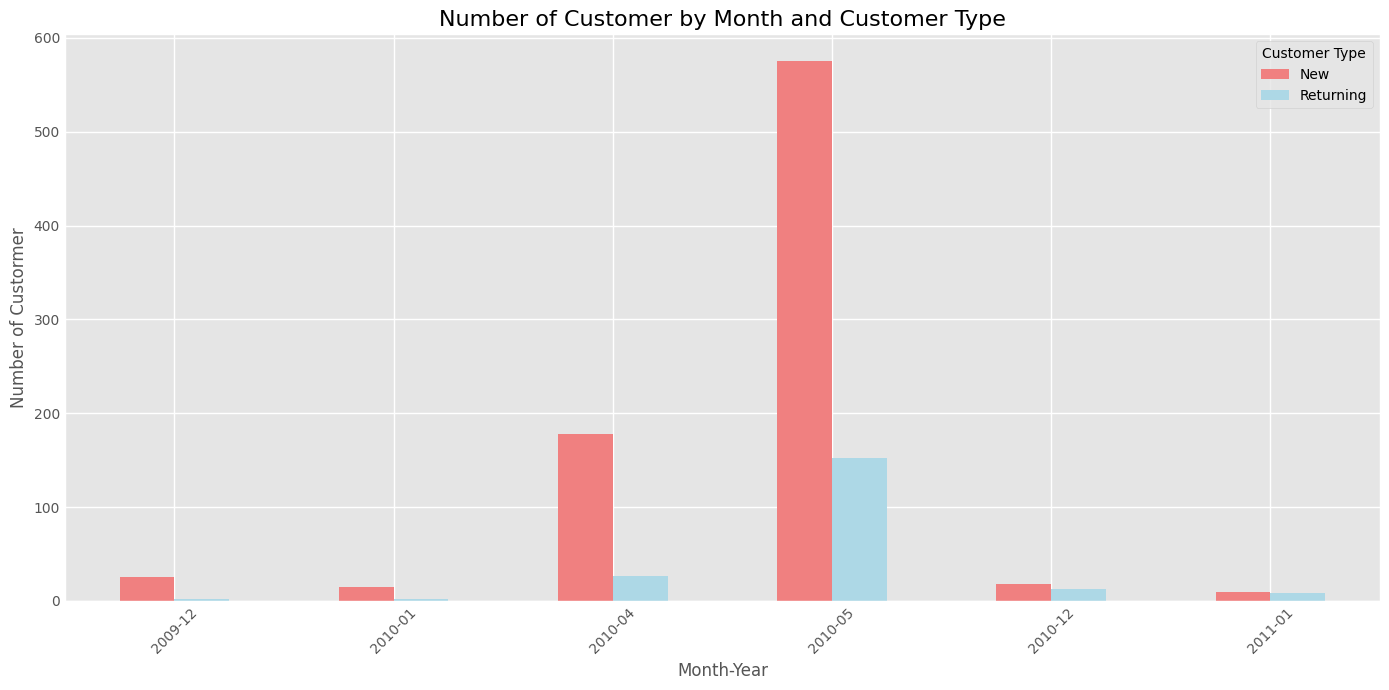 Number of Customer by Month and Customer Type
Customer Type
New
Returning
Number of Custormer
600
500
400
300
200
100
0
2009-12
2010-01
2010-04
2010-05
2010-12
2011-01
Month-Year